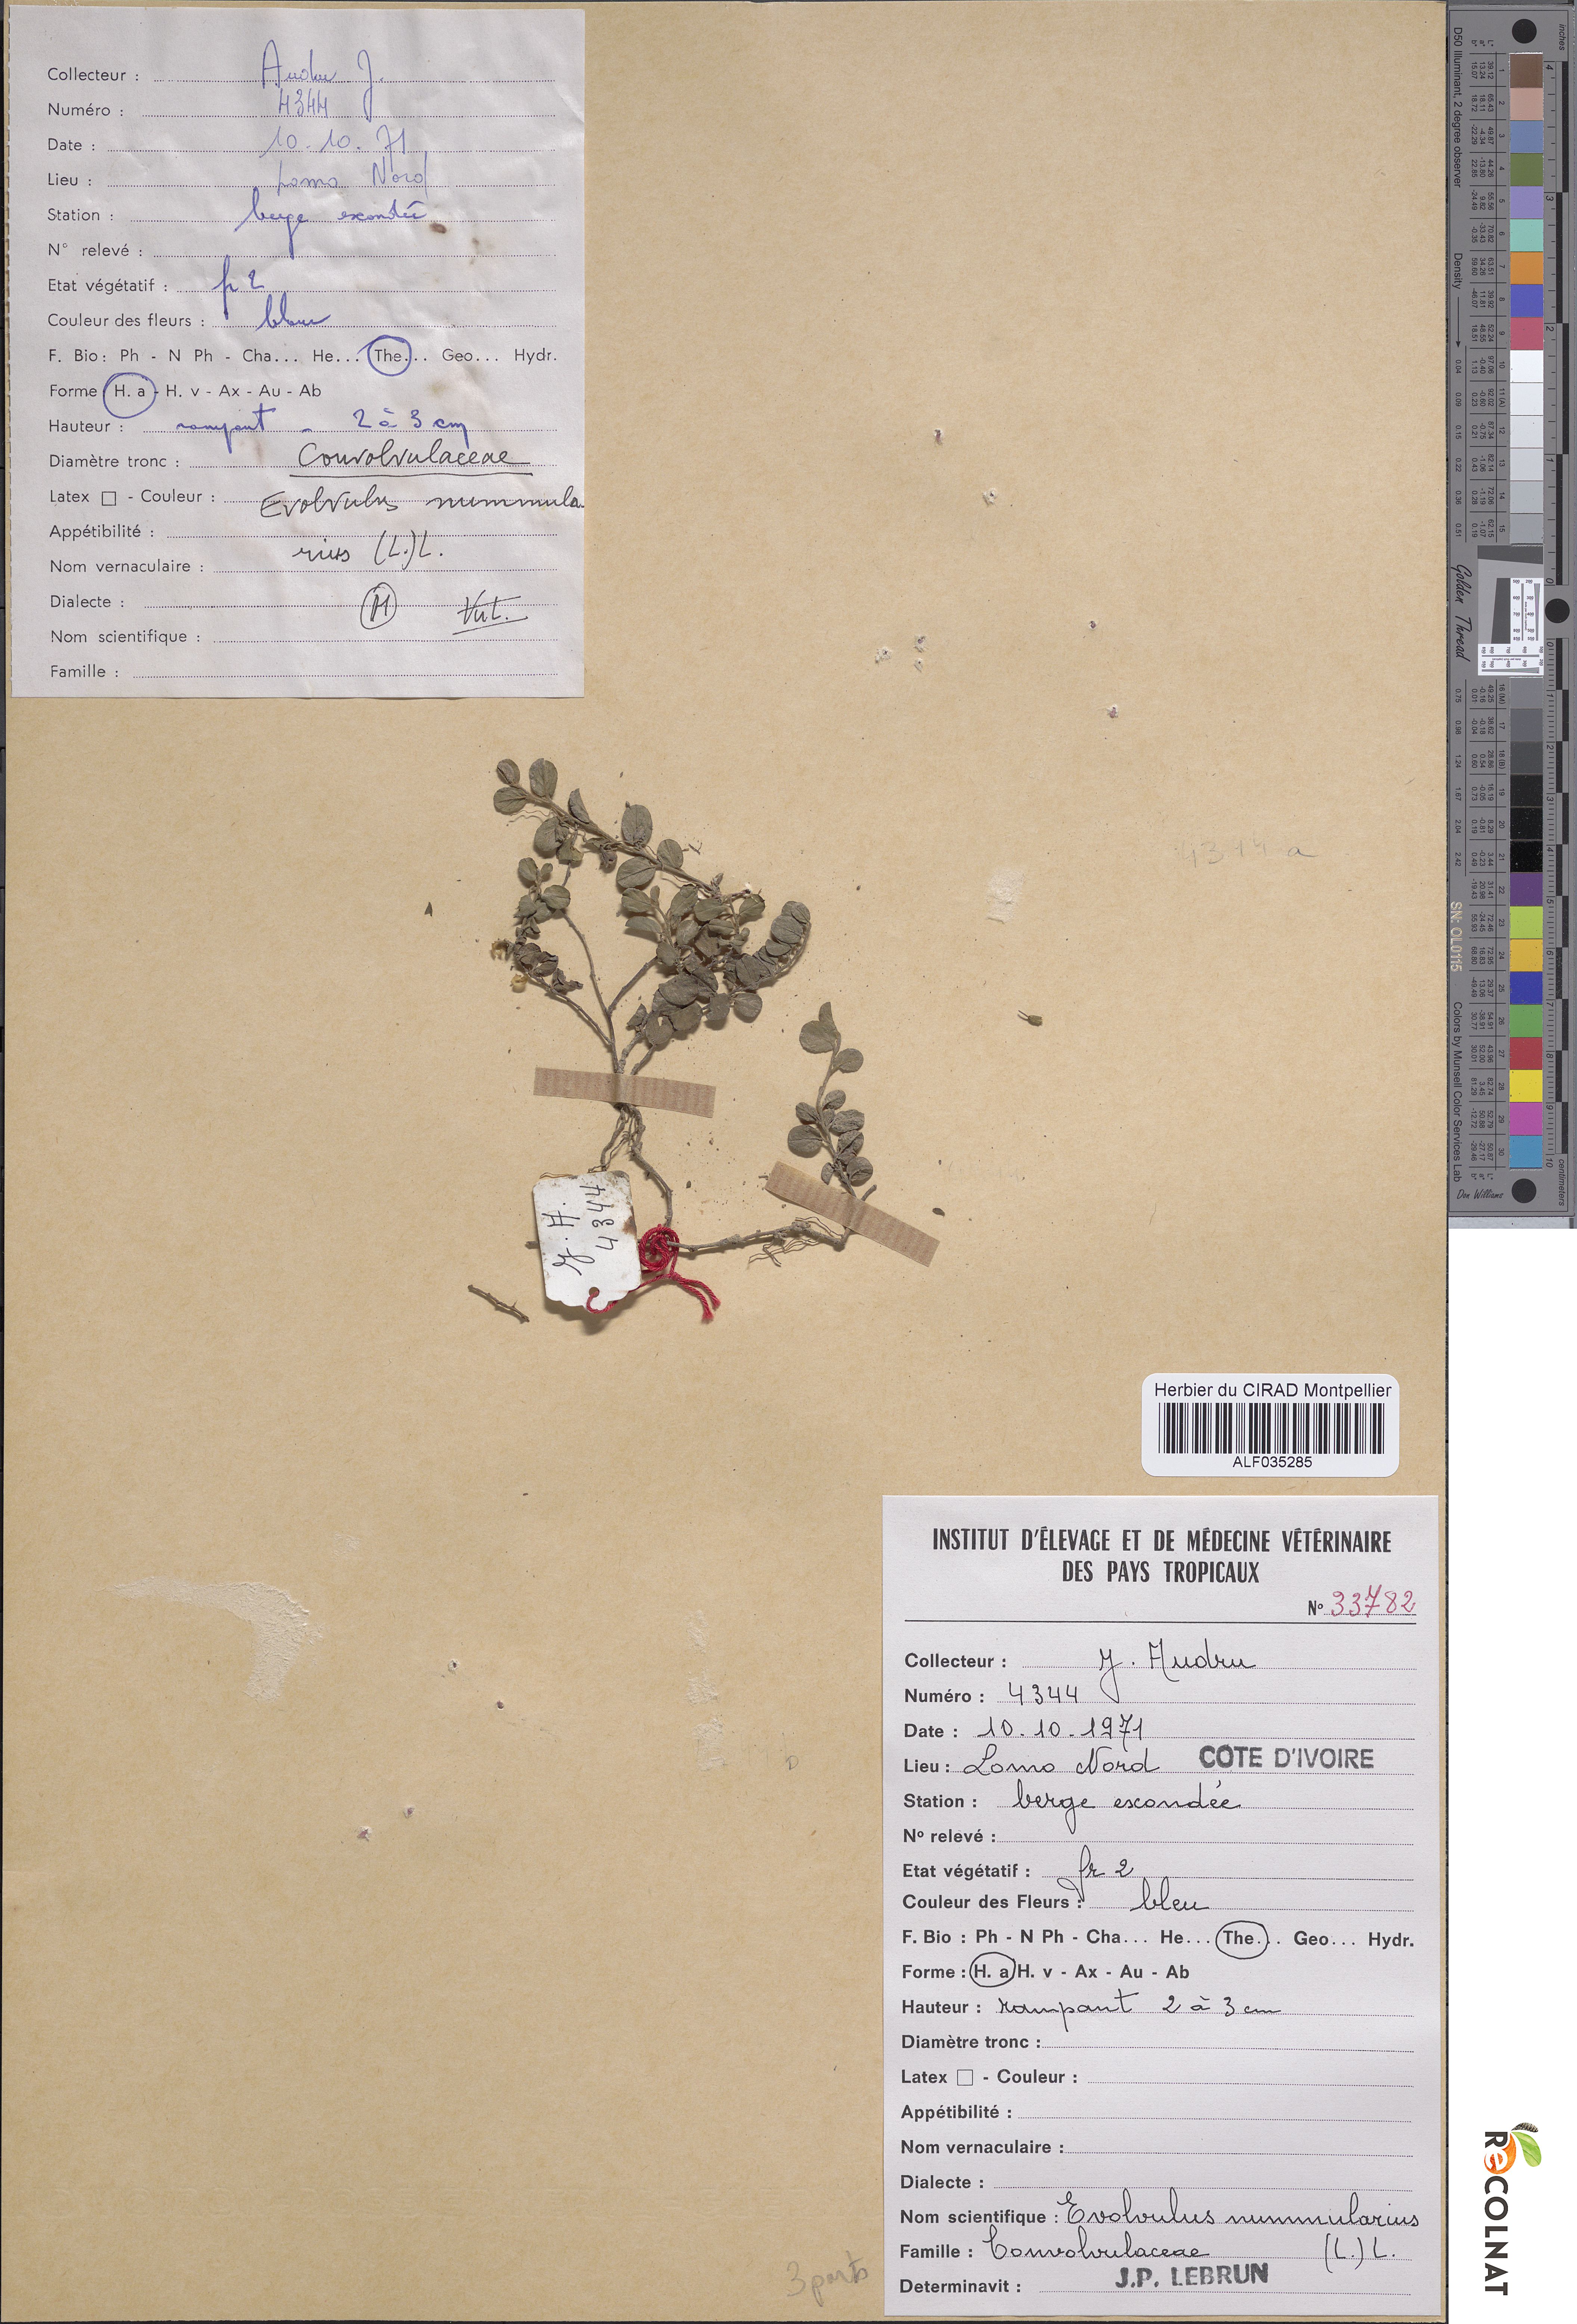 Collecteur : Audru J.
Numéro : 4344
Date : 10.10.71
Lieu : Lomo Nord
Station : berge exondée
N° relevé :
Etat végétatif : fr 2
Couleur des fleurs : bleu
F. Bio : Ph - N Ph - Cha... He... The... Geo... Hydr.
Forme H. a - H. v - Ax - Au - Ab
Hauteur : rampant - 2 à 3 cm
Diamètre tronc : Convolvulaceae
Latex □ - Couleur : Evolvulus nummula
Appétibilité :
rius (L.) L.
Nom vernaculaire :
Dialecte : M
Nom scientifique :
Famille :
4344 a
J. A.
4344
Herbier du CIRAD Montpellier
ALF035285
INSTITUT D'ÉLEVAGE ET DE MÉDECINE VÉTÉRINAIRE
DES PAYS TROPICAUX
N° 33782
Collecteur : J. Audru
Numéro : 4344
Date : 10.10.1971
Lieu : Lomo Nord COTE D'IVOIRE
Station : berge escondée
N° relevé :
Etat végétatif : fr 2
Couleur des Fleurs : bleu
F. Bio : Ph - N Ph - Cha... He... The... Geo... Hydr.
Forme : H. a H. v - Ax - Au - Ab
Hauteur : rampant 2 à 3 cm
Diamètre tronc :
Latex □ - Couleur :
Appétibilité :
Nom vernaculaire :
Dialecte :
Nom scientifique : Evolvulus nummularius
Famille : Convolvulaceae (L.) L.
Determinavit : J.P. LEBRUN
3 parts
inches
D50 Illuminant, 2 degree observer
Density
Golden Thread
SN: OL0115
Colors by Munsell Color Services Lab
Don Williams
centimeters
RECOLNAT